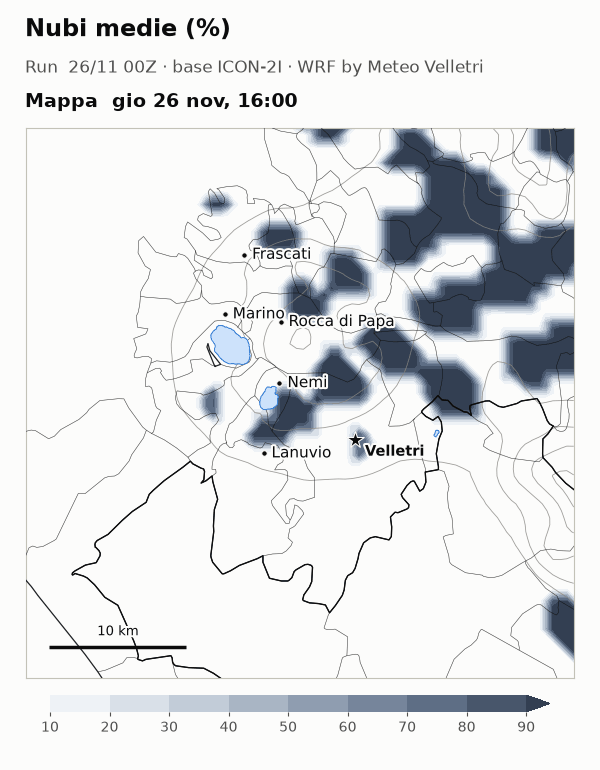 Nubi medie (%)
Run  26/11 00Z · base ICON-2I · WRF by Meteo Velletri
Mappa  gio 26 nov, 16:00
Frascati
Marino
Rocca di Papa
Nemi
Velletri
Lanuvio
10 km
10 20 30 40 50 60 70 80 90